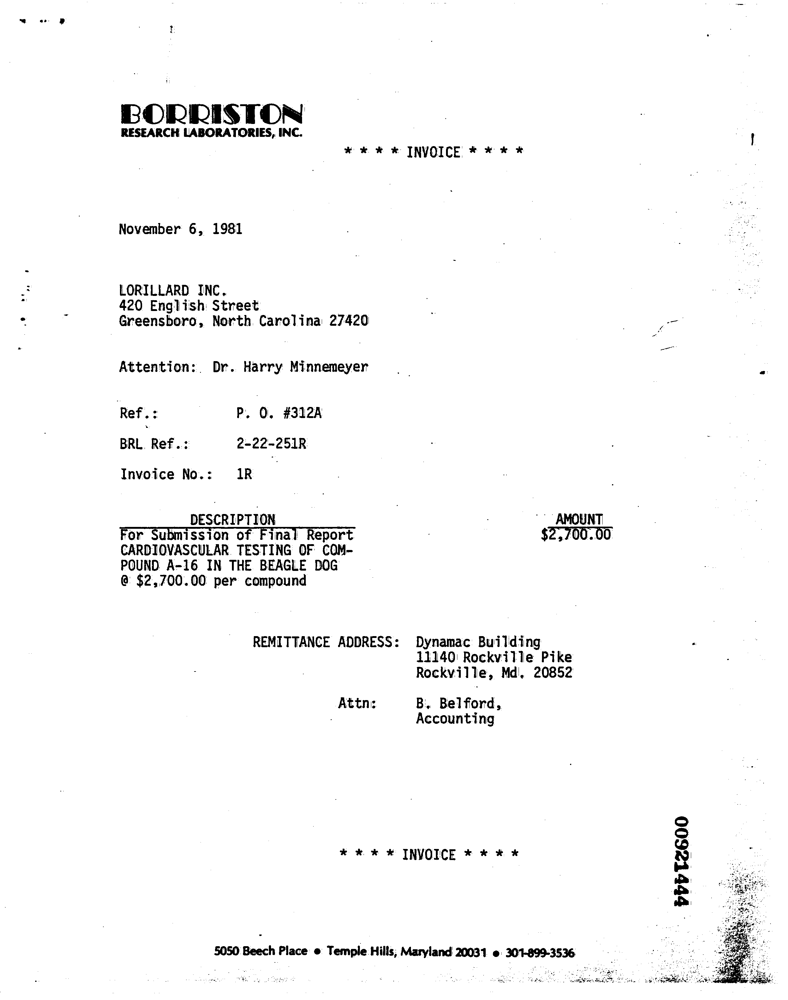 BORRISTON
RESEARCH LABORATORIES, INC.
* * * * INVOICE * * * *
November 6, 1981
LORILLARD INC.
420 English Street
Greensboro, North Carolina 27420
Attention: Dr. Harry Minnemeyer
Ref.: P. O. #312A
BRL Ref.: 2-22-251R
Invoice No.: 1R
DESCRIPTION AMOUNT
For Submission of Final Report $2,700.00
CARDIOVASCULAR TESTING OF COM-
POUND A-16 IN THE BEAGLE DOG
@ $2,700.00 per compound
REMITTANCE ADDRESS: Dynamac Building
11140 Rockville Pike
Rockville, Md. 20852
Attn: B. Belford,
Accounting
* * * * INVOICE * * * *
00921444
5050 Beech Place • Temple Hills, Maryland 20031 • 301-899-3536